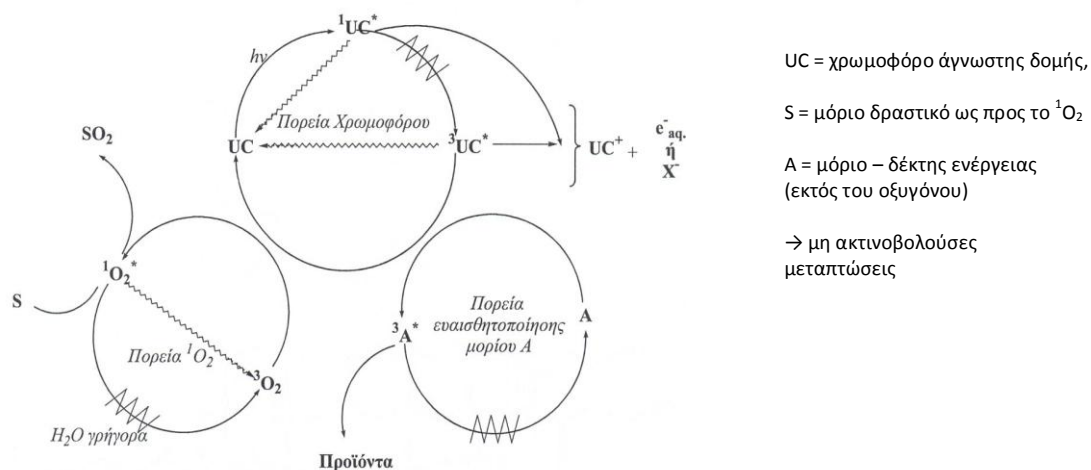 ¹UC*
hν
Πορεία Χρωμοφόρου
UC
³UC*
UC⁺ +
e⁻aq.
ή
X⁻
SO₂
¹O₂*
S
Πορεία ¹O₂
³O₂
H₂O γρήγορα
Πορεία
ευαισθητοποίησης
μορίου Α
A
³A*
Προϊόντα
UC = χρωμοφόρο άγνωστης δομής,
S = μόριο δραστικό ως προς το ¹O₂
Α = μόριο – δέκτης ενέργειας
(εκτός του οξυγόνου)
→ μη ακτινοβολούσες
μεταπτώσεις